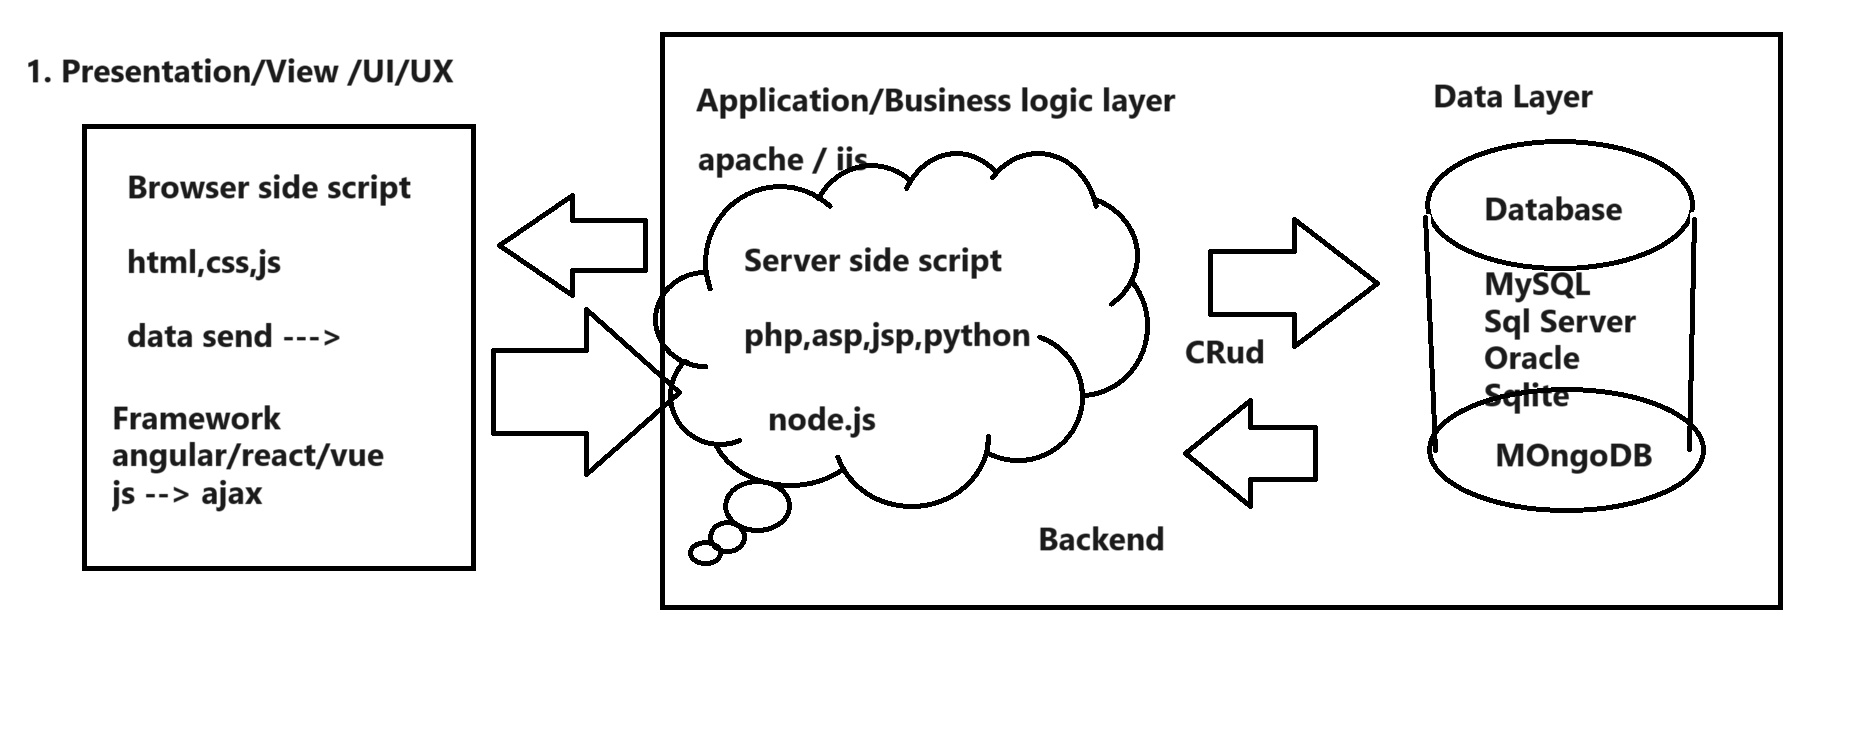 1. Presentation/View /UI/UX
Browser side script
html,css,js
data send --->
Framework
angular/react/vue
js --> ajax
Application/Business logic layer
apache / iis
Server side script
php,asp,jsp,python
node.js
CRud
Backend
Data Layer
Database
MySQL
Sql Server
Oracle
Sqlite
MOngoDB